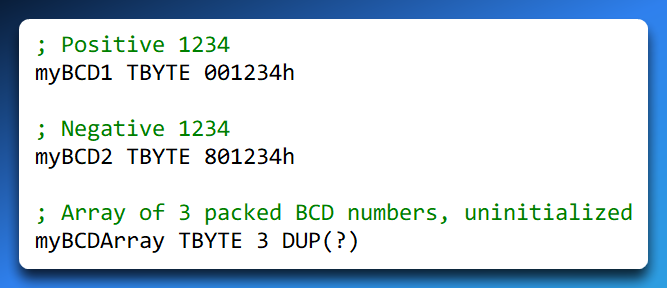 ; Positive 1234
myBCD1 TBYTE 001234h
; Negative 1234
myBCD2 TBYTE 801234h
; Array of 3 packed BCD numbers, uninitialized
myBCDArray TBYTE 3 DUP(?)